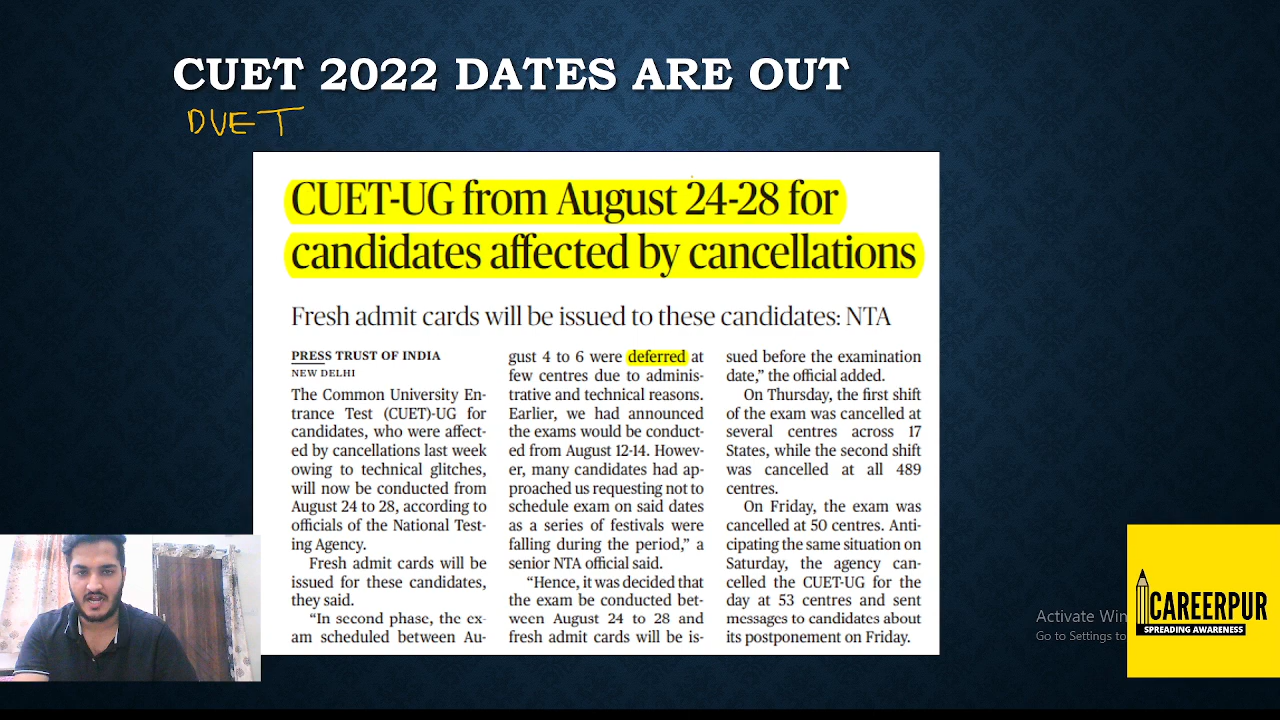 CUET 2022 DATES ARE OUT
DUET
CUET-UG from August 24-28 for
candidates affected by cancellations
Fresh admit cards will be issued to these candidates: NTA
PRESS TRUST OF INDIA
NEW DELHI
The Common University En-
trance Test (CUET)-UG for
candidates, who were affect-
ed by cancellations last week
owing to technical glitches,
will now be conducted from
August 24 to 28, according to
officials of the National Test-
ing Agency.
Fresh admit cards will be
issued for these candidates,
they said.
“In second phase, the ex-
am scheduled between Au-
gust 4 to 6 were deferred at
few centres due to adminis-
trative and technical reasons.
Earlier, we had announced
the exams would be conduct-
ed from August 12-14. Howev-
er, many candidates had ap-
proached us requesting not to
schedule exam on said dates
as a series of festivals were
falling during the period,” a
senior NTA official said.
“Hence, it was decided that
the exam be conducted bet-
ween August 24 to 28 and
fresh admit cards will be is-
sued before the examination
date,” the official added.
On Thursday, the first shift
of the exam was cancelled at
several centres across 17
States, while the second shift
was cancelled at all 489
centres.
On Friday, the exam was
cancelled at 50 centres. Anti-
cipating the same situation on
Saturday, the agency can-
celled the CUET-UG for the
day at 53 centres and sent
messages to candidates about
its postponement on Friday.
Activate Win
Go to Settings to
CAREERPUR
SPREADING AWARENESS